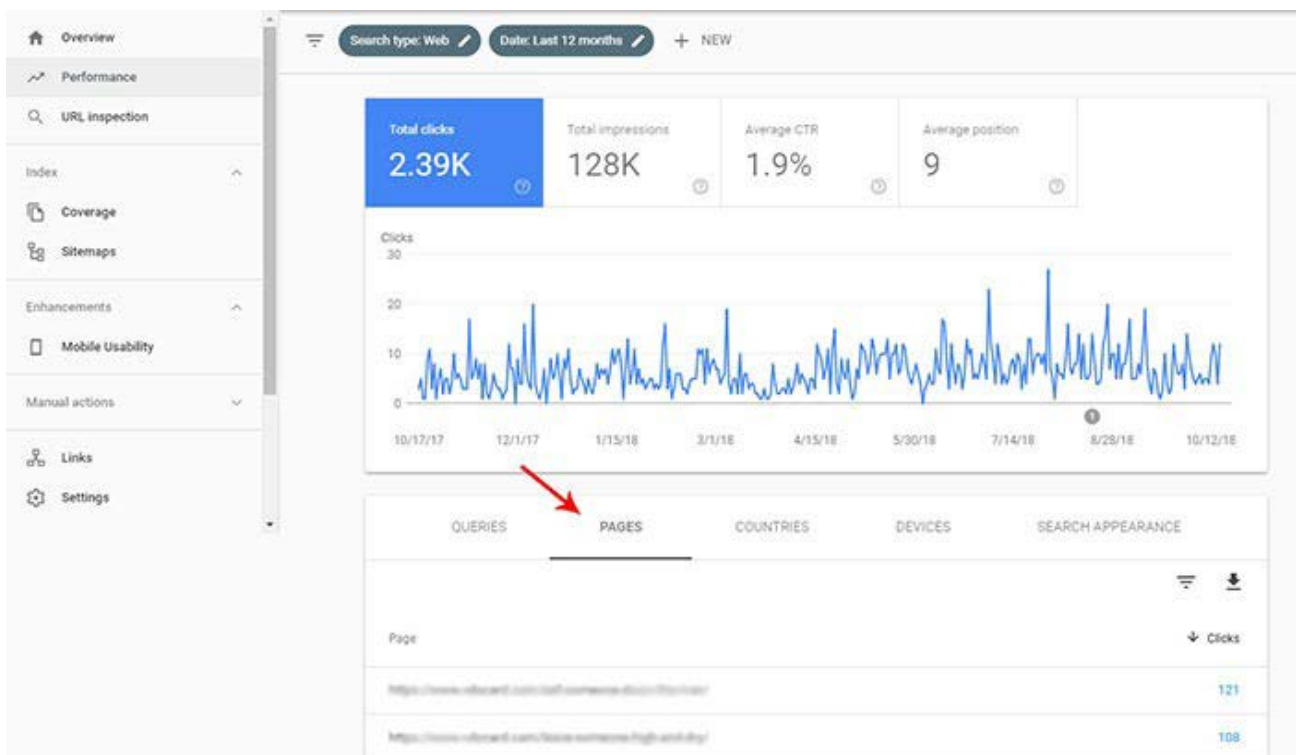 Overview
Performance
URL inspection
Index
Coverage
Sitemaps
Enhancements
Mobile Usability
Manual actions
Links
Settings
Search type: Web
Date: Last 12 months
+ NEW
Total clicks
2.39K
Total impressions
128K
Average CTR
1.9%
Average position
9
Clicks
30
20
10
0
1
10/17/17 12/1/17 1/15/18 3/1/18 4/15/18 5/30/18 7/14/18 8/28/18 10/12/18
QUERIES PAGES COUNTRIES DEVICES SEARCH APPEARANCE
Page Clicks
121
108